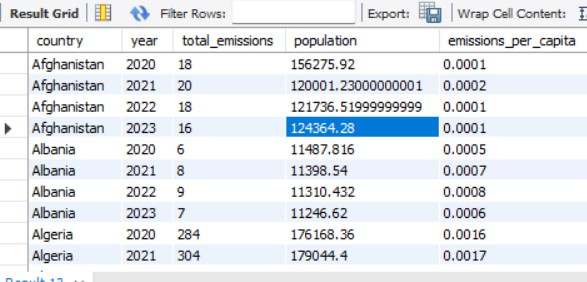 Result Grid Filter Rows: Export: Wrap Cell Content:
country year total_emissions population emissions_per_capita
Afghanistan 2020 18 156275.92 0.0001
Afghanistan 2021 20 120001.23000000001 0.0002
Afghanistan 2022 18 121736.51999999999 0.0001
Afghanistan 2023 16 124364.28 0.0001
Albania 2020 6 11487.816 0.0005
Albania 2021 8 11398.54 0.0007
Albania 2022 9 11310.432 0.0008
Albania 2023 7 11246.62 0.0006
Algeria 2020 284 176168.36 0.0016
Algeria 2021 304 179044.4 0.0017